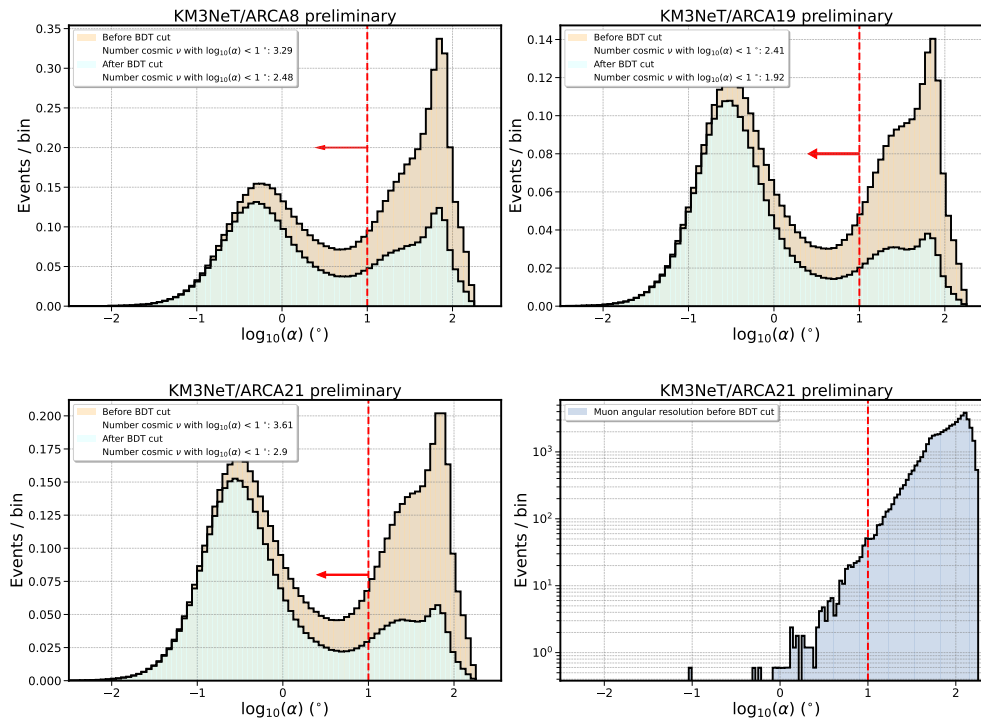 KM3NeT/ARCA8 preliminary
Before BDT cut
Number cosmic ν with log₁₀(α) < 1 °: 3.29
After BDT cut
Number cosmic ν with log₁₀(α) < 1 °: 2.48
Events / bin
0.35
0.30
0.25
0.20
0.15
0.10
0.05
0.00
−2
−1
0
1
2
log₁₀(α) (°)
KM3NeT/ARCA19 preliminary
Before BDT cut
Number cosmic ν with log₁₀(α) < 1 °: 2.41
After BDT cut
Number cosmic ν with log₁₀(α) < 1 °: 1.92
Events / bin
0.14
0.12
0.10
0.08
0.06
0.04
0.02
0.00
−2
−1
0
1
2
log₁₀(α) (°)
KM3NeT/ARCA21 preliminary
Before BDT cut
Number cosmic ν with log₁₀(α) < 1 °: 3.61
After BDT cut
Number cosmic ν with log₁₀(α) < 1 °: 2.9
Events / bin
0.200
0.175
0.150
0.125
0.100
0.075
0.050
0.025
0.000
−2
−1
0
1
2
log₁₀(α) (°)
KM3NeT/ARCA21 preliminary
Muon angular resolution before BDT cut
Events / bin
10³
10²
10¹
10⁰
−2
−1
0
1
2
log₁₀(α) (°)